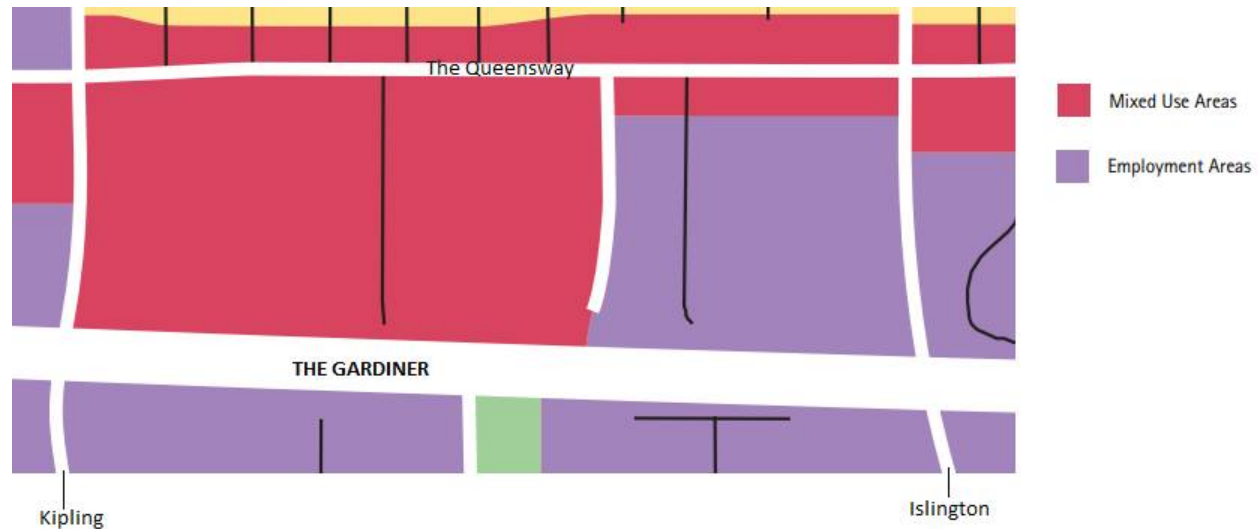 The Queensway
Mixed Use Areas
Employment Areas
THE GARDINER
Kipling
Islington